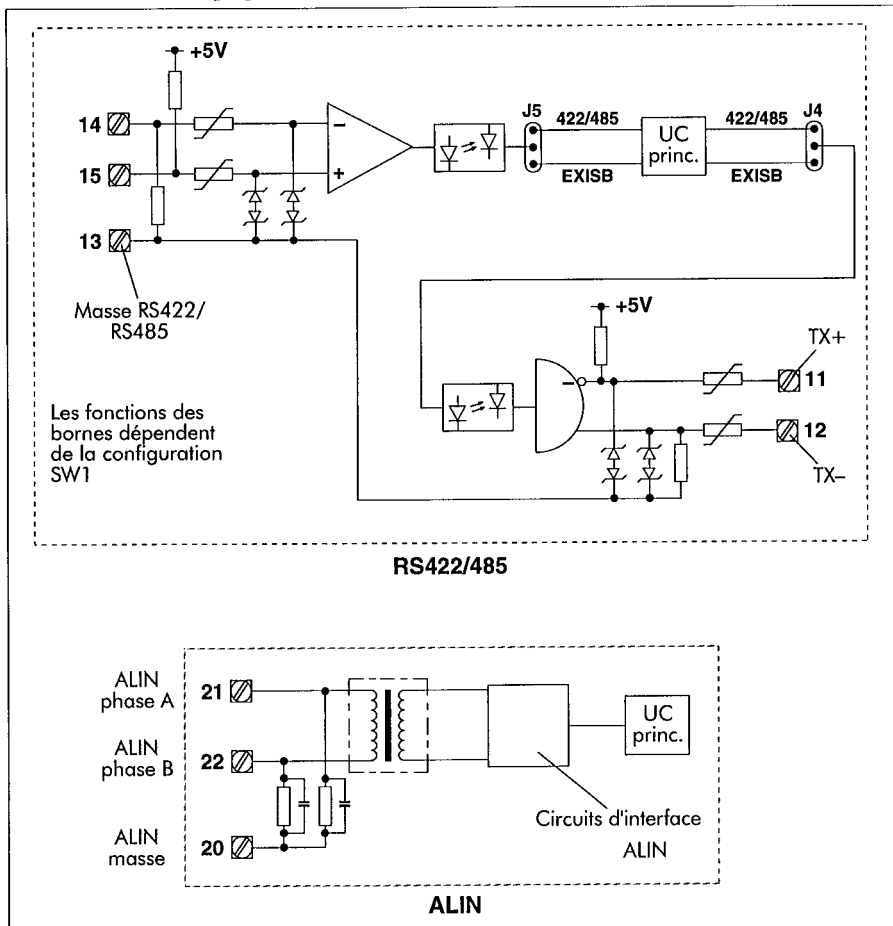 +5V
14
15
13
J5
422/485
EXISB
UC
princ.
422/485
EXISB
J4
Masse RS422/
RS485
Les fonctions des
bornes dépendent
de la configuration
SW1
+5V
TX+
11
12
TX–
RS422/485
ALIN
phase A
21
ALIN
phase B
22
ALIN
masse
20
UC
princ.
Circuits d'interface
ALIN
ALIN